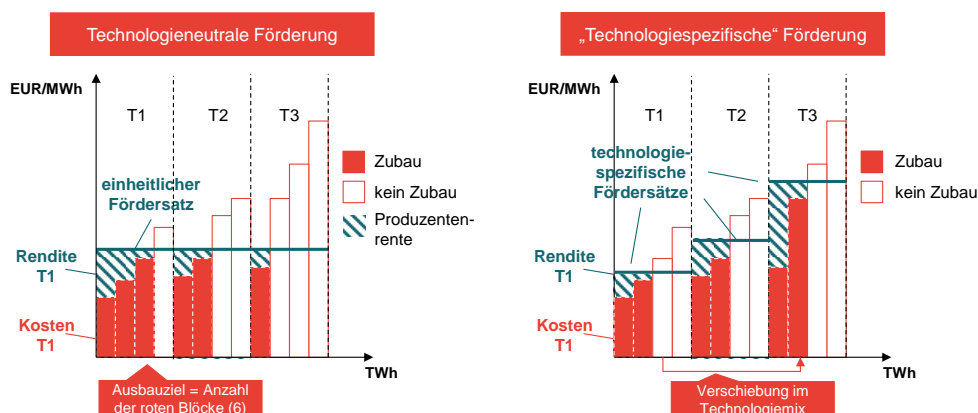 Technologieneutrale Förderung
EUR/MWh
T1
T2
T3
einheitlicher
Fördersatz
Rendite
T1
Kosten
T1
TWh
Zubau
kein Zubau
Produzenten-
rente
Ausbauziel = Anzahl
der roten Blöcke (6)
„Technologiespezifische“ Förderung
EUR/MWh
T1
T2
T3
technologie-
spezifische
Fördersätze
Rendite
T1
Kosten
T1
TWh
Zubau
kein Zubau
Verschiebung im
Technologiemix